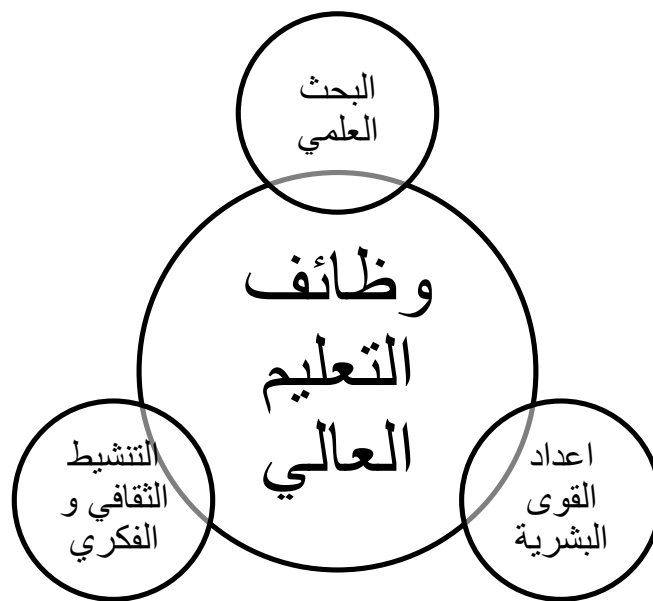 البحث
العلمي
وظائف
التعليم
العالي
اعداد
القوى
البشرية
التنشيط
الثقافي و
الفكري